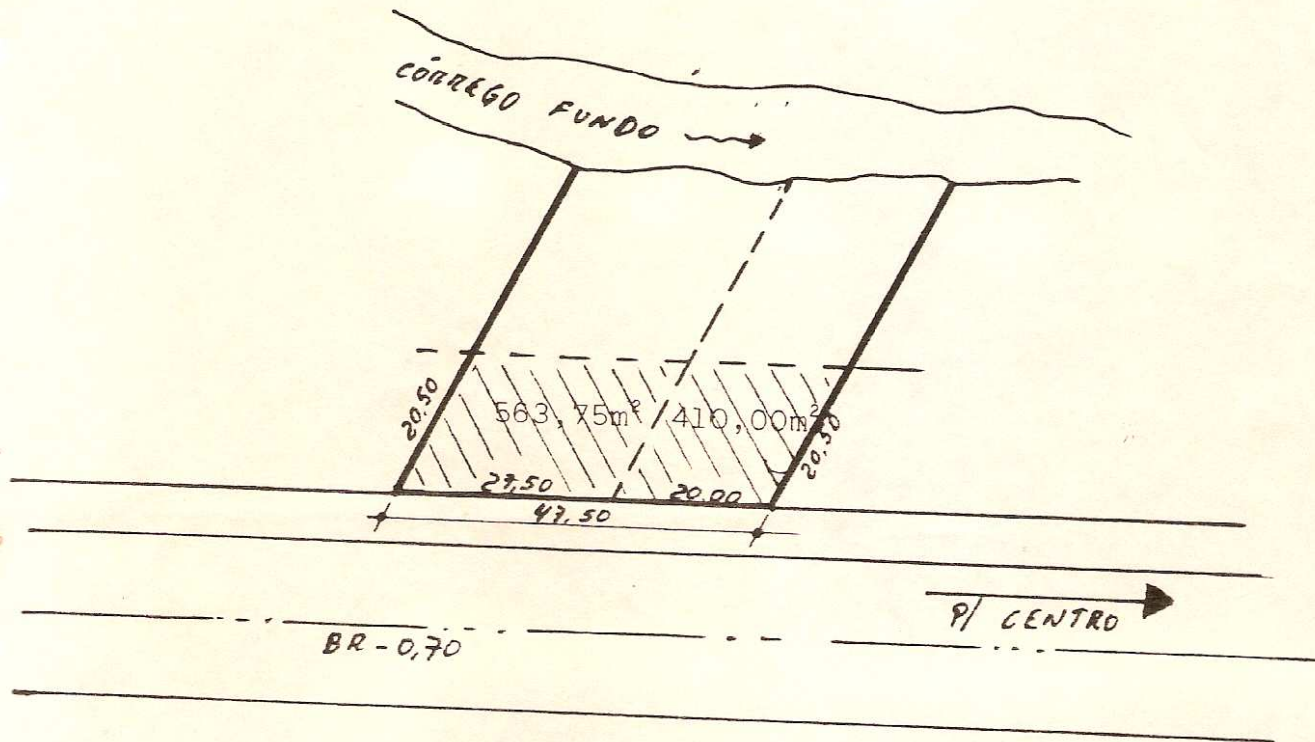 CÓRREGO FUNDO
20,50
563,75m² 410,00m²
20,50
27,50
20,00
47,50
P/ CENTRO
BR-0,70